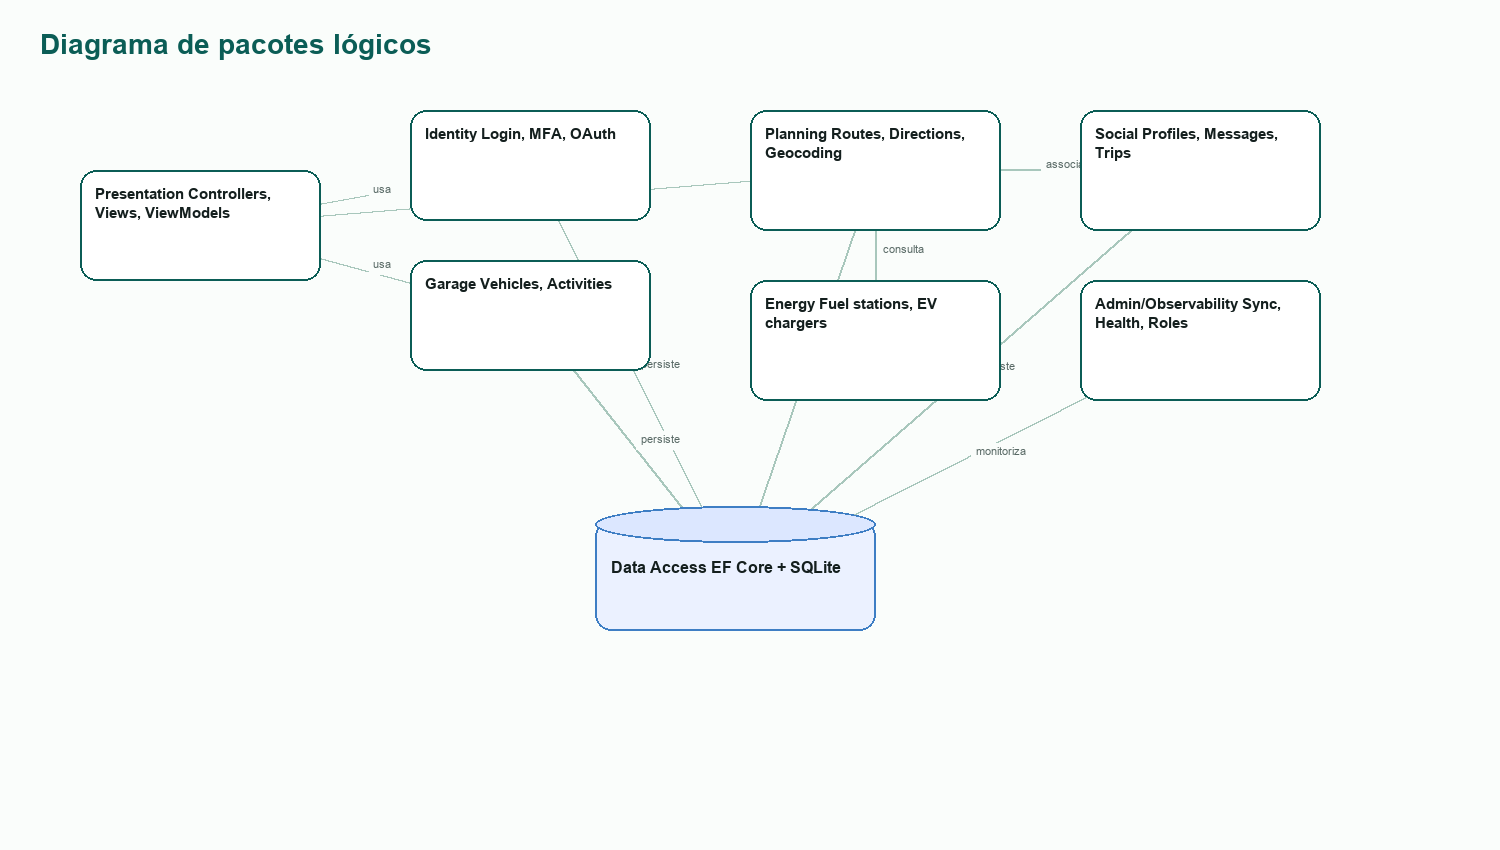 Diagrama de pacotes lógicos
Identity Login, MFA, OAuth
Planning Routes, Directions,
Geocoding
Social Profiles, Messages,
Trips
Presentation Controllers,
Views, ViewModels
usa
usa
consulta
Garage Vehicles, Activities
Energy Fuel stations, EV
chargers
Admin/Observability Sync,
Health, Roles
persiste
monitoriza
Data Access EF Core + SQLite